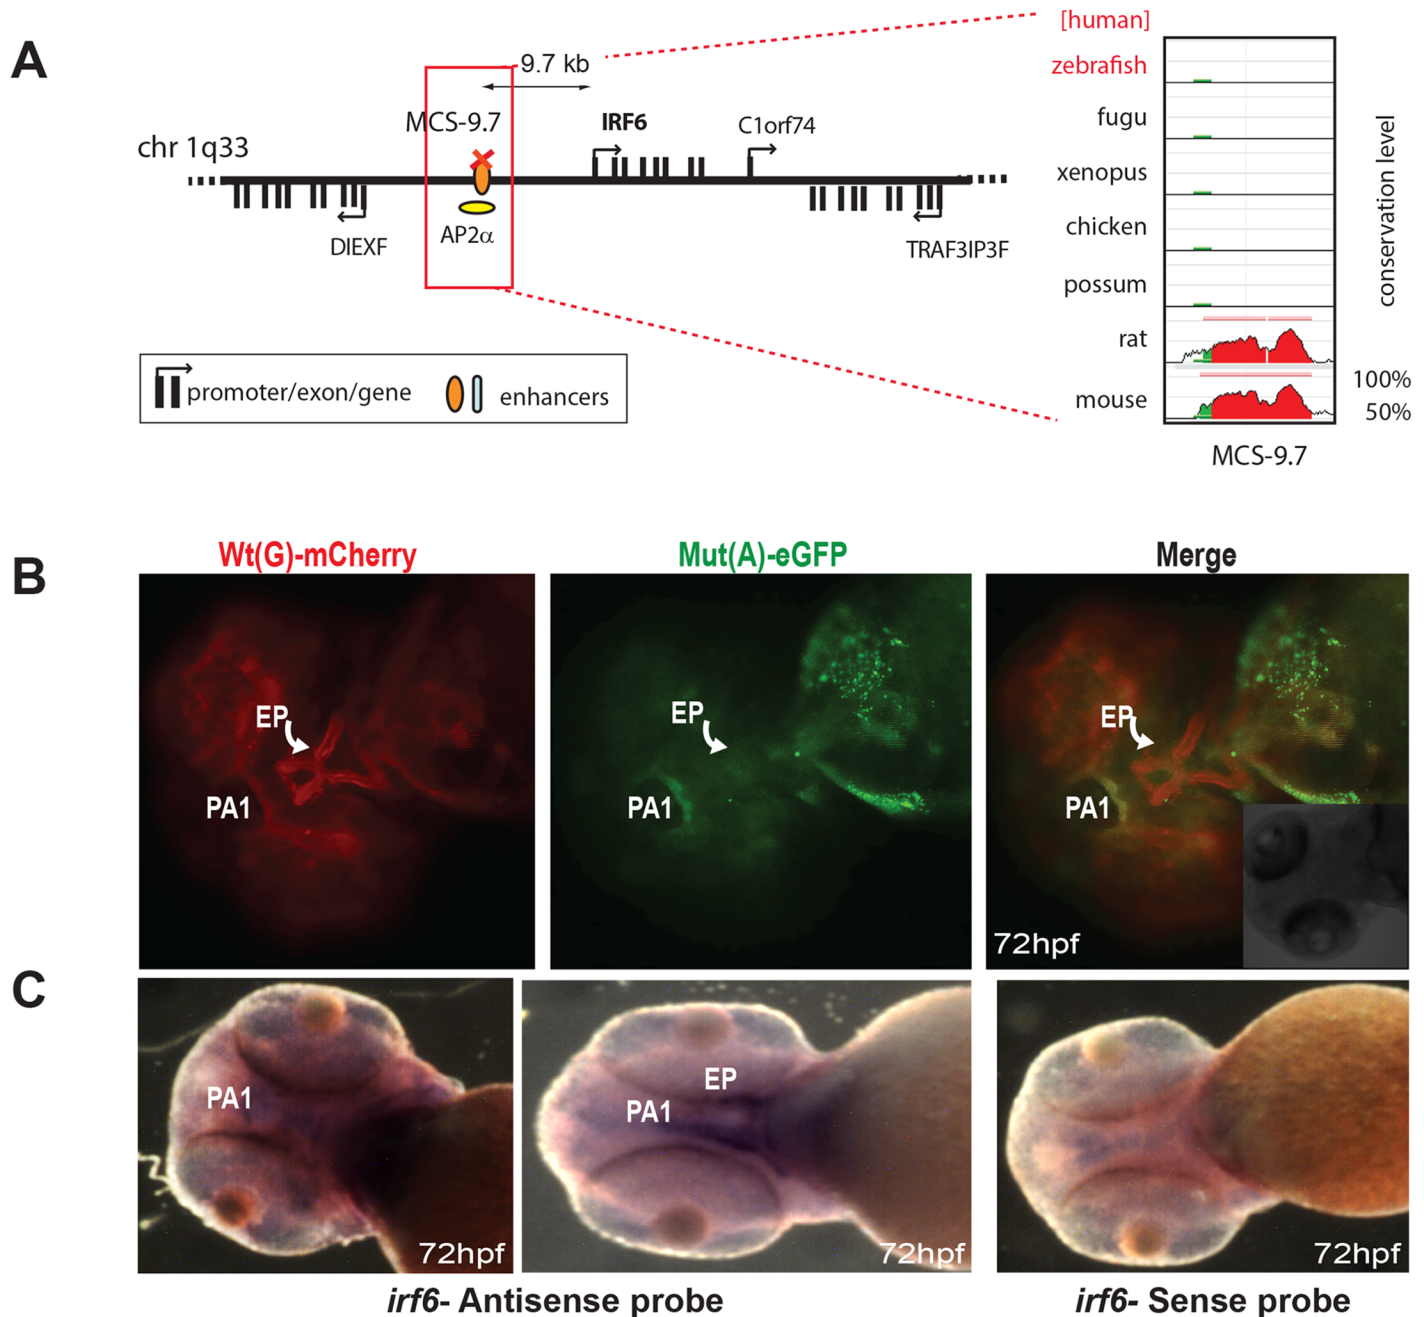 A
chr 1q33
MCS-9.7
9.7 kb
IRF6
C1orf74
DIEXF
AP2α
TRAF3IP3F
promoter/exon/gene
enhancers
[human]
zebrafish
fugu
xenopus
chicken
possum
rat
mouse
conservation level
100%
50%
MCS-9.7
B
Wt(G)-mCherry
Mut(A)-eGFP
Merge
EP
PA1
EP
PA1
EP
PA1
72hpf
C
PA1
72hpf
EP
PA1
72hpf
72hpf
irf6- Antisense probe
irf6- Sense probe